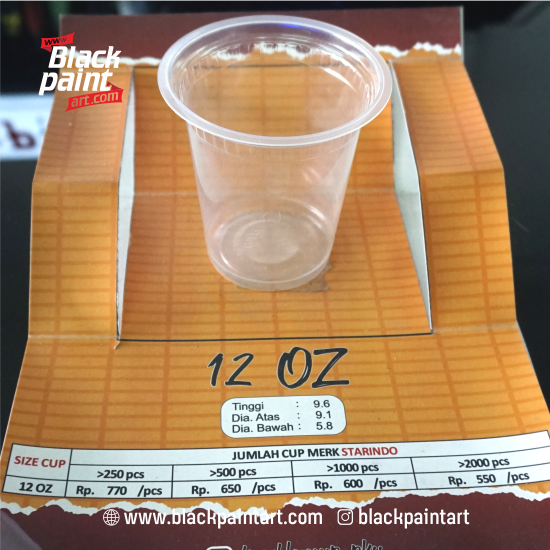 www.
Black
paint
art.com
12 OZ
Tinggi : 9.6
Dia. Atas : 9.1
Dia. Bawah : 5.8
SIZE CUP
JUMLAH CUP MERK STARINDO
>250 pcs >500 pcs >1000 pcs >2000 pcs
12 OZ Rp. 770 /pcs Rp. 650 /pcs Rp. 600 /pcs Rp. 550 /pcs
www.blackpaintart.com blackpaintart